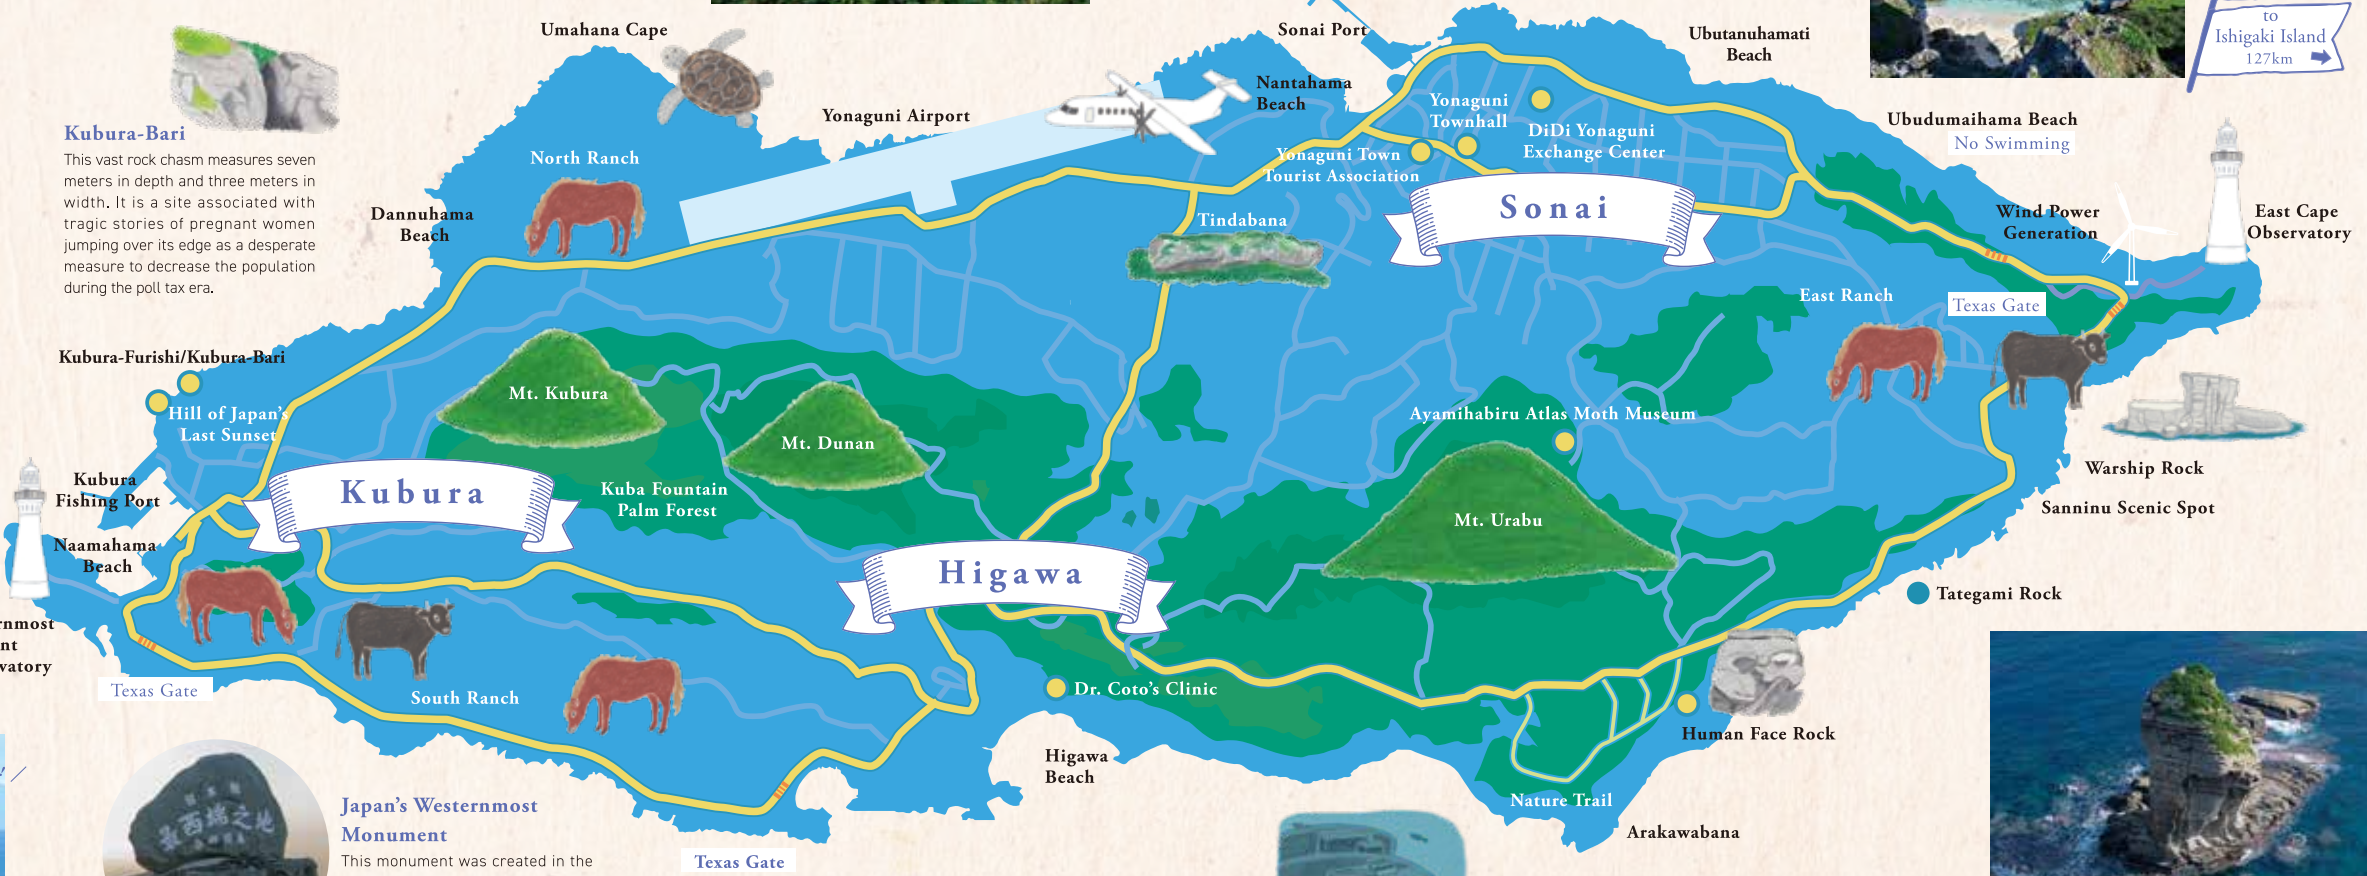 Umahana Cape
Sonai Port
Ubutanuhamati
Beach
to
Ishigaki Island
127km
Nantahama
Beach
Yonaguni Airport
Yonaguni
Townhall
DiDi Yonaguni
Exchange Center
Yonaguni Town
Tourist Association
Ubudumaihama Beach
No Swimming
Kubura-Bari
This vast rock chasm measures seven
meters in depth and three meters in
width. It is a site associated with
tragic stories of pregnant women
jumping over its edge as a desperate
measure to decrease the population
during the poll tax era.
North Ranch
Dannuhama
Beach
Tindabana
Sonai
Wind Power
Generation
East Cape
Observatory
East Ranch
Texas Gate
Kubura-Furishi/Kubura-Bari
Hill of Japan's
Last Sunset
Mt. Kubura
Mt. Dunan
Ayamihabiru Atlas Moth Museum
Kubura
Fishing Port
Kubura
Kuba Fountain
Palm Forest
Mt. Urabu
Warship Rock
Sanninu Scenic Spot
Naamahama
Beach
Higawa
Tategami Rock
Texas Gate
South Ranch
Dr. Coto's Clinic
Human Face Rock
Higawa
Beach
Nature Trail
Arakawabana
最西端之地
Japan's Westernmost
Monument
This monument was created in the
Texas Gate